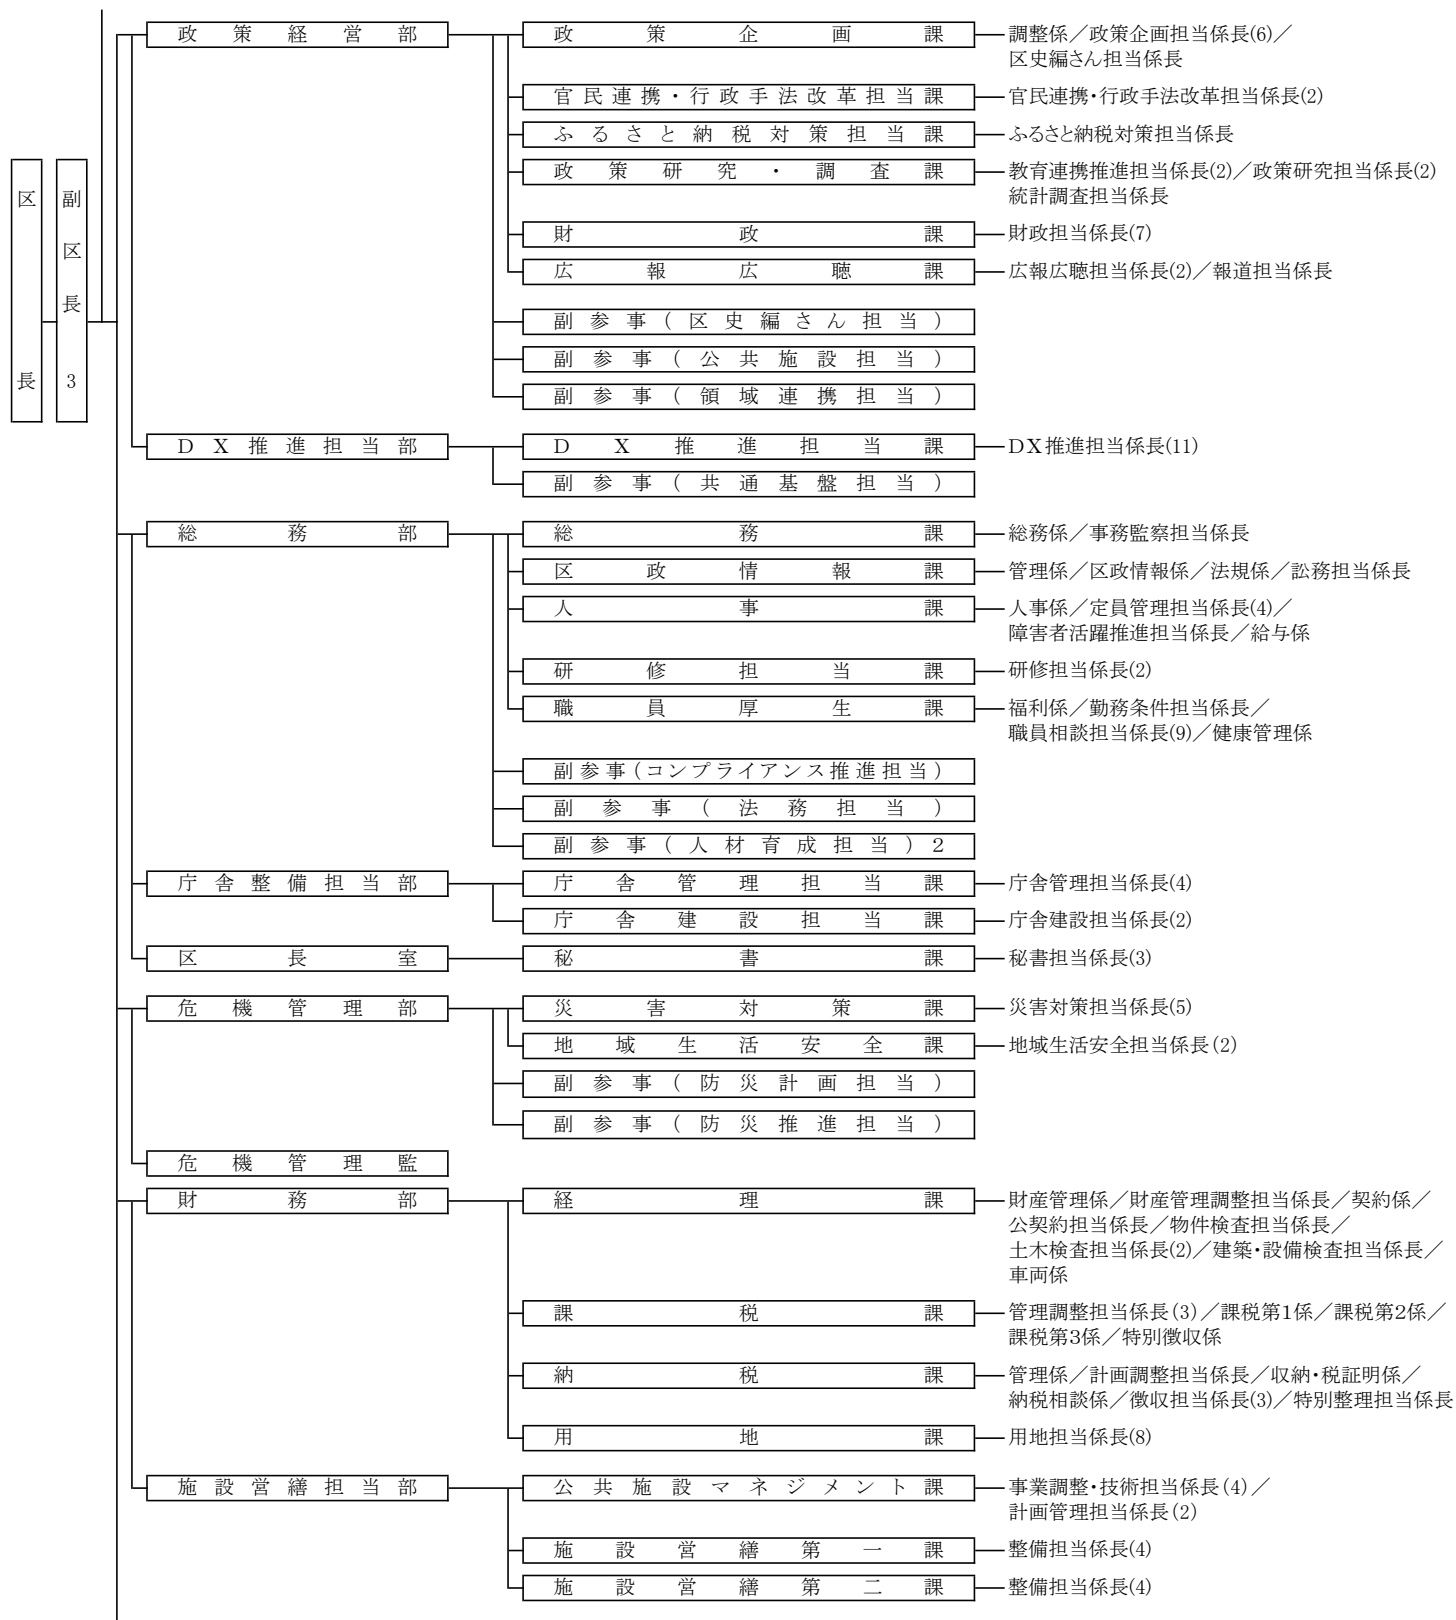 区長
副区長3
政策経営部
政策企画課
調整係／政策企画担当係長(6)／
区史編さん担当係長
官民連携・行政手法改革担当課
官民連携・行政手法改革担当係長(2)
ふるさと納税対策担当課
ふるさと納税対策担当係長
政策研究・調査課
教育連携推進担当係長(2)／政策研究担当係長(2)
統計調査担当係長
財政課
財政担当係長(7)
広報広聴課
広報広聴担当係長(2)／報道担当係長
副参事(区史編さん担当)
副参事(公共施設担当)
副参事(領域連携担当)
DX推進担当部
DX推進担当課
DX推進担当係長(11)
副参事(共通基盤担当)
総務部
総務課
総務係／事務監察担当係長
区政情報課
管理係／区政情報係／法規係／訟務担当係長
人事課
人事係／定員管理担当係長(4)／
障害者活躍推進担当係長／給与係
研修担当課
研修担当係長(2)
職員厚生課
福利係／勤務条件担当係長／
職員相談担当係長(9)／健康管理係
副参事(コンプライアンス推進担当)
副参事(法務担当)
副参事(人材育成担当)2
庁舎整備担当部
庁舎管理担当課
庁舎管理担当係長(4)
庁舎建設担当課
庁舎建設担当係長(2)
区長室
秘書課
秘書担当係長(3)
危機管理部
災害対策課
災害対策担当係長(5)
地域生活安全課
地域生活安全担当係長(2)
副参事(防災計画担当)
副参事(防災推進担当)
危機管理監
財務部
経理課
財産管理係／財産管理調整担当係長／契約係／
公契約担当係長／物件検査担当係長／
土木検査担当係長(2)／建築・設備検査担当係長／
車両係
課税課
管理調整担当係長(3)／課税第1係／課税第2係／
課税第3係／特別徴収係
納税課
管理係／計画調整担当係長／収納・税証明係／
納税相談係／徴収担当係長(3)／特別整理担当係長
用地課
用地担当係長(8)
施設営繕担当部
公共施設マネジメント課
事業調整・技術担当係長(4)／
計画管理担当係長(2)
施設営繕第一課
整備担当係長(4)
施設営繕第二課
整備担当係長(4)